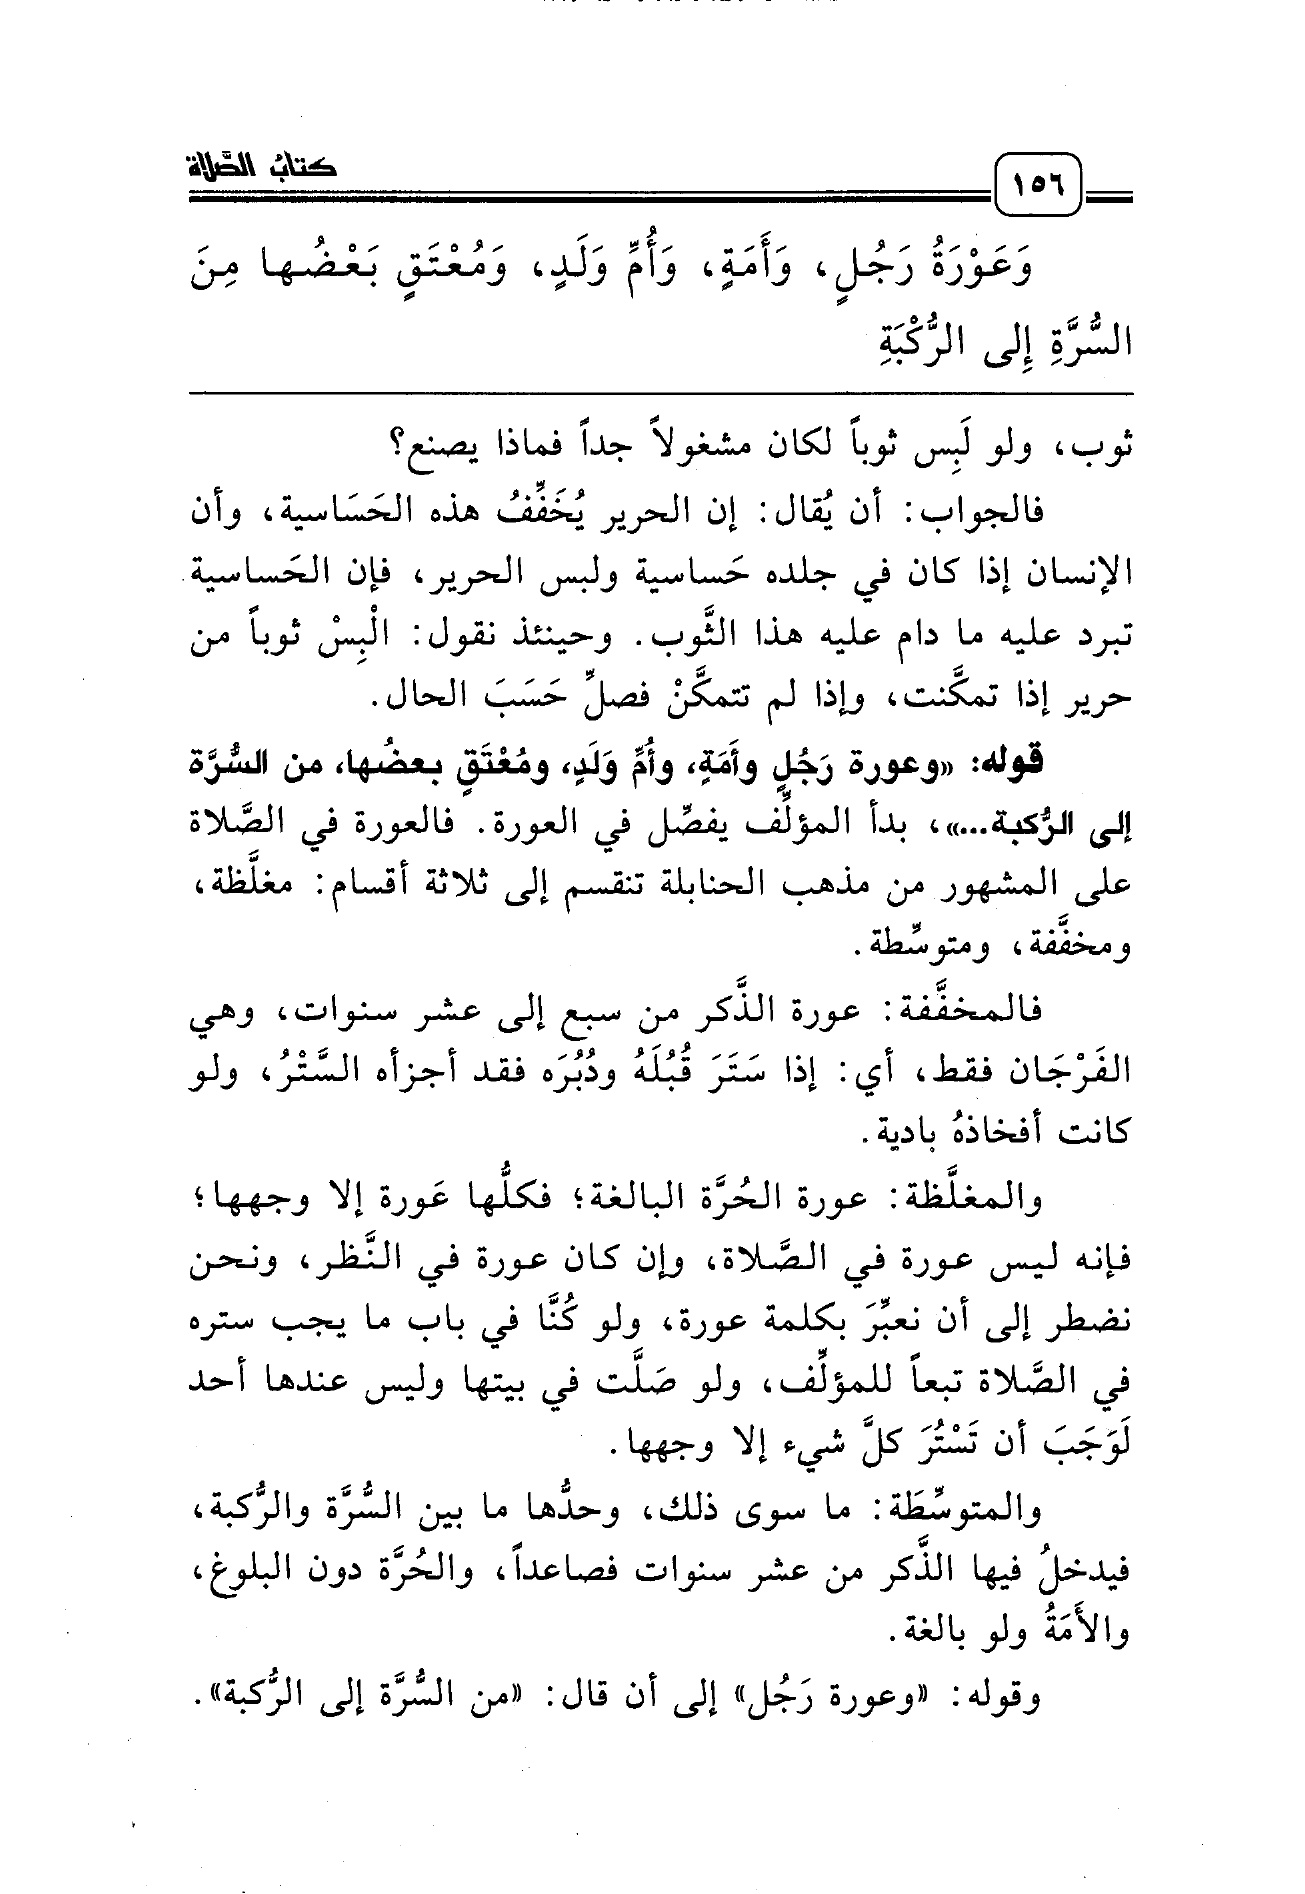 كتاب الصَّلاة
١٥٦
وَعَوْرَةُ رَجُلٍ، وَأَمَةٍ، وَأُمِّ وَلَدٍ، وَمُعْتَقٍ بَعْضُها مِنَ
السُّرَّةِ إِلى الرُّكْبَةِ
ثوب، ولو لَبِس ثوباً لكان مشغولاً جداً فماذا يصنع؟
فالجواب: أن يُقال: إن الحرير يُخَفِّفُ هذه الحَسَاسية، وأن
الإنسان إذا كان في جلده حَساسية ولبس الحرير، فإن الحَساسية
تبرد عليه ما دام عليه هذا الثَّوب. وحينئذ نقول: الْبِسْ ثوباً من
حرير إذا تمكَّنت، وإذا لم تتمكَّنْ فصلِّ حَسَبَ الحال.
قوله: «وعورة رَجُلٍ وأَمَةٍ، وأُمِّ وَلَدٍ، ومُعْتَقٍ بعضُها، من السُّرَّة
إلى الرُّكبة...»، بدأ المؤلِّف يفصِّل في العورة. فالعورة في الصَّلاة
على المشهور من مذهب الحنابلة تنقسم إلى ثلاثة أقسام: مغلَّظة،
ومخفَّفة، ومتوسِّطة.
فالمخفَّفة: عورة الذَّكر من سبع إلى عشر سنوات، وهي
الفَرْجَان فقط، أي: إذا سَتَرَ قُبُلَهُ ودُبُرَه فقد أجزأه السَّتْرُ، ولو
كانت أفخاذهُ بادية.
والمغلَّظة: عورة الحُرَّة البالغة؛ فكلُّها عَورة إلا وجهها؛
فإنه ليس عورة في الصَّلاة، وإن كان عورة في النَّظر، ونحن
نضطر إلى أن نعبِّرَ بكلمة عورة، ولو كُنَّا في باب ما يجب ستره
في الصَّلاة تبعاً للمؤلِّف، ولو صَلَّت في بيتها وليس عندها أحد
لَوَجَبَ أن تَسْتُرَ كلَّ شيء إلا وجهها.
والمتوسِّطَة: ما سوى ذلك، وحدُّها ما بين السُّرَّة والرُّكبة،
فيدخلُ فيها الذَّكر من عشر سنوات فصاعداً، والحُرَّة دون البلوغ،
والأَمَةُ ولو بالغة.
وقوله: «وعورة رَجُل» إلى أن قال: «من السُّرَّة إلى الرُّكبة».